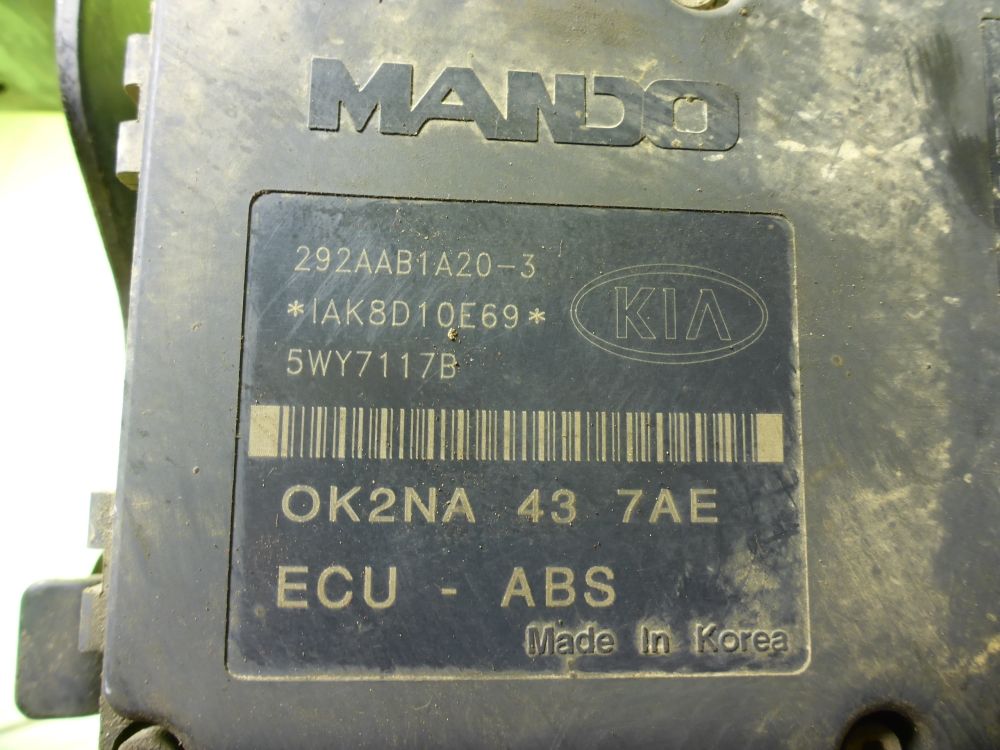 MANDO
292AAB1A20-3
*IAK8D10E69*
KIA
5WY7117B
OK2NA 43 7AE
ECU - ABS
Made In Korea